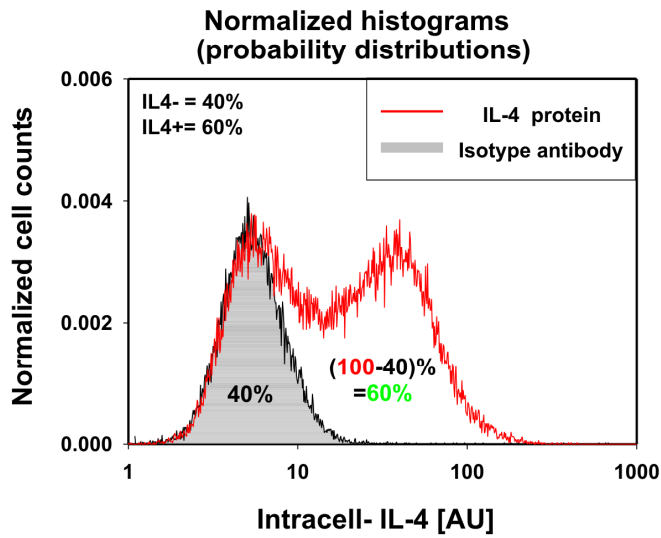 Normalized histograms
(probability distributions)
Normalized cell counts
0.006
0.004
0.002
0.000
IL4- = 40%
IL4+= 60%
IL-4 protein
Isotype antibody
(100-40)%
=60%
40%
1
10
100
1000
Intracell- IL-4 [AU]